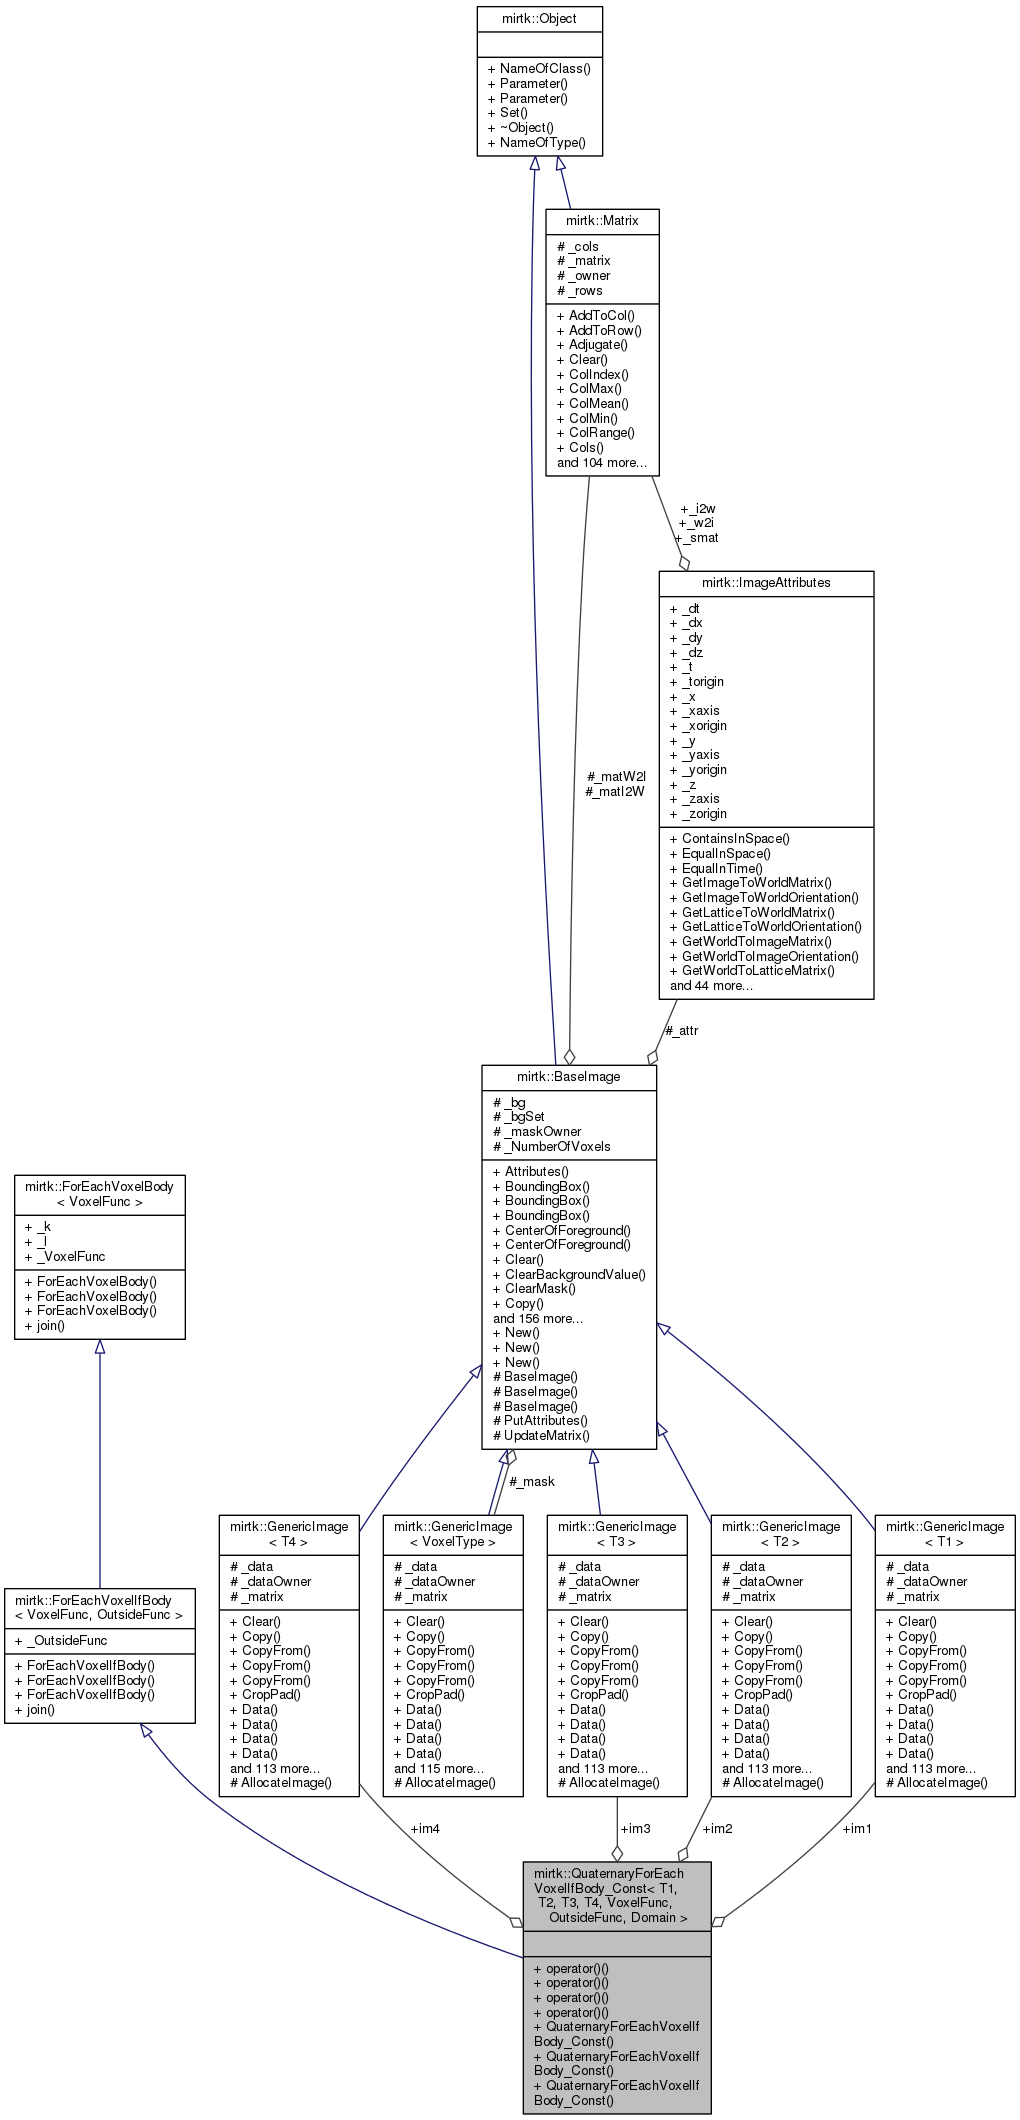 mirtk::Object
+ NameOfClass()
+ Parameter()
+ Parameter()
+ Set()
+ ~Object()
+ NameOfType()
mirtk::Matrix
# _cols
# _matrix
# _owner
# _rows
+ AddToCol()
+ AddToRow()
+ Adjugate()
+ Clear()
+ ColIndex()
+ ColMax()
+ ColMean()
+ ColMin()
+ ColRange()
+ Cols()
and 104 more...
+_i2w
+_w2i
+_smat
mirtk::ImageAttributes
+ _dt
+ _dx
+ _dy
+ _dz
+ _t
+ _torigin
+ _x
+ _xaxis
+ _xorigin
+ _y
+ _yaxis
+ _yorigin
+ _z
+ _zaxis
+ _zorigin
+ ContainsInSpace()
+ EqualInSpace()
+ EqualInTime()
+ GetImageToWorldMatrix()
+ GetImageToWorldOrientation()
+ GetLatticeToWorldMatrix()
+ GetLatticeToWorldOrientation()
+ GetWorldToImageMatrix()
+ GetWorldToImageOrientation()
+ GetWorldToLatticeMatrix()
and 44 more...
#_matW2I
#_matI2W
#_attr
mirtk::BaseImage
# _bg
# _bgSet
# _maskOwner
# _NumberOfVoxels
+ Attributes()
+ BoundingBox()
+ BoundingBox()
+ BoundingBox()
+ CenterOfForeground()
+ CenterOfForeground()
+ Clear()
+ ClearBackgroundValue()
+ ClearMask()
+ Copy()
and 156 more...
+ New()
+ New()
+ New()
# BaseImage()
# BaseImage()
# BaseImage()
# PutAttributes()
# UpdateMatrix()
mirtk::ForEachVoxelBody
< VoxelFunc >
+ _k
+ _l
+ _VoxelFunc
+ ForEachVoxelBody()
+ ForEachVoxelBody()
+ ForEachVoxelBody()
+ join()
#_mask
mirtk::ForEachVoxelIfBody
< VoxelFunc, OutsideFunc >
+ _OutsideFunc
+ ForEachVoxelIfBody()
+ ForEachVoxelIfBody()
+ ForEachVoxelIfBody()
+ join()
mirtk::GenericImage
< T4 >
# _data
# _dataOwner
# _matrix
+ Clear()
+ Copy()
+ CopyFrom()
+ CopyFrom()
+ CopyFrom()
+ CropPad()
+ Data()
+ Data()
+ Data()
+ Data()
and 113 more...
# AllocateImage()
mirtk::GenericImage
< VoxelType >
# _data
# _dataOwner
# _matrix
+ Clear()
+ Copy()
+ CopyFrom()
+ CopyFrom()
+ CopyFrom()
+ CropPad()
+ Data()
+ Data()
+ Data()
+ Data()
and 115 more...
# AllocateImage()
mirtk::GenericImage
< T3 >
# _data
# _dataOwner
# _matrix
+ Clear()
+ Copy()
+ CopyFrom()
+ CopyFrom()
+ CopyFrom()
+ CropPad()
+ Data()
+ Data()
+ Data()
+ Data()
and 113 more...
# AllocateImage()
mirtk::GenericImage
< T2 >
# _data
# _dataOwner
# _matrix
+ Clear()
+ Copy()
+ CopyFrom()
+ CopyFrom()
+ CopyFrom()
+ CropPad()
+ Data()
+ Data()
+ Data()
+ Data()
and 113 more...
# AllocateImage()
mirtk::GenericImage
< T1 >
# _data
# _dataOwner
# _matrix
+ Clear()
+ Copy()
+ CopyFrom()
+ CopyFrom()
+ CopyFrom()
+ CropPad()
+ Data()
+ Data()
+ Data()
+ Data()
and 113 more...
# AllocateImage()
+im4
+im3
+im2
+im1
mirtk::QuaternaryForEach
VoxelIfBody_Const< T1,
T2, T3, T4, VoxelFunc,
OutsideFunc, Domain >
+ operator()()
+ operator()()
+ operator()()
+ operator()()
+ QuaternaryForEachVoxelIf
Body_Const()
+ QuaternaryForEachVoxelIf
Body_Const()
+ QuaternaryForEachVoxelIf
Body_Const()